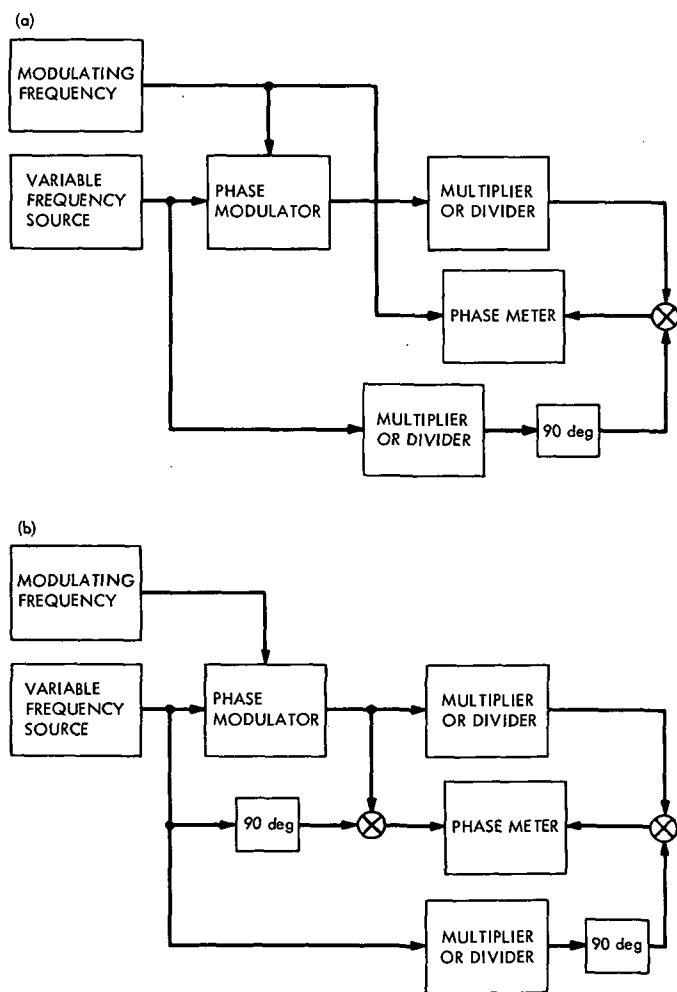 (a)
MODULATING
FREQUENCY
VARIABLE
FREQUENCY
SOURCE
PHASE
MODULATOR
MULTIPLIER
OR DIVIDER
PHASE METER
MULTIPLIER
OR DIVIDER
90 deg
(b)
MODULATING
FREQUENCY
VARIABLE
FREQUENCY
SOURCE
PHASE
MODULATOR
MULTIPLIER
OR DIVIDER
90 deg
PHASE METER
MULTIPLIER
OR DIVIDER
90 deg